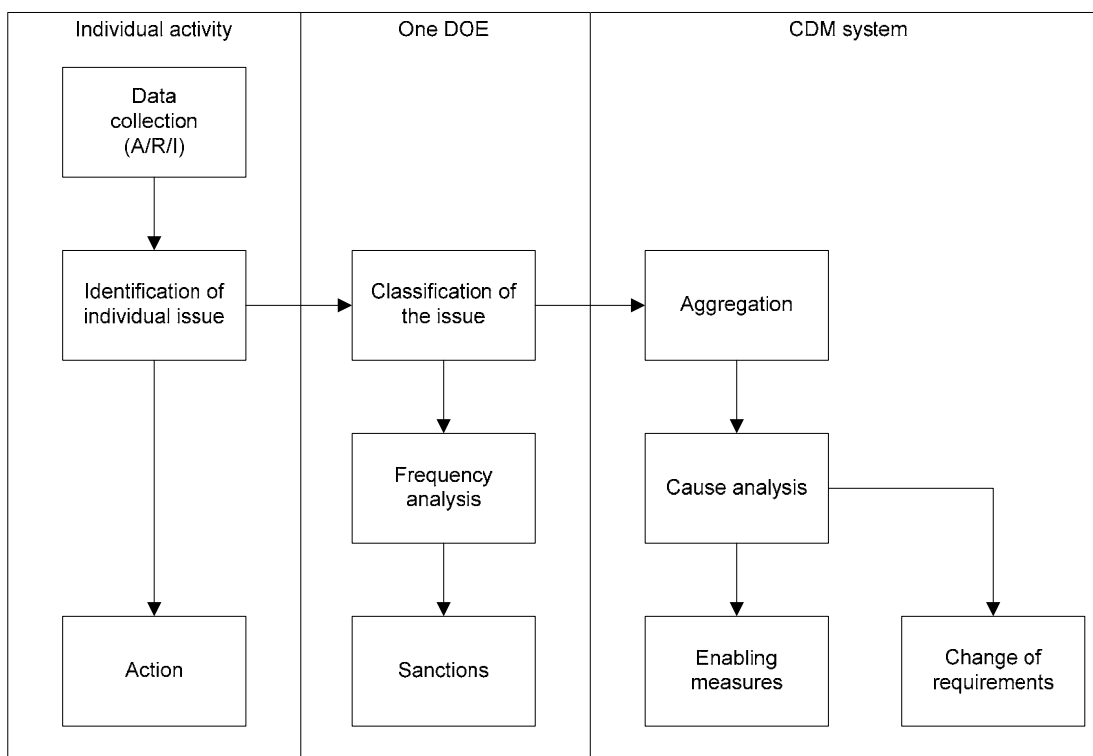 Individual activity
One DOE
CDM system
Data
collection
(A/R/I)
Identification of
individual issue
Classification of
the issue
Aggregation
Frequency
analysis
Cause analysis
Action
Sanctions
Enabling
measures
Change of
requirements